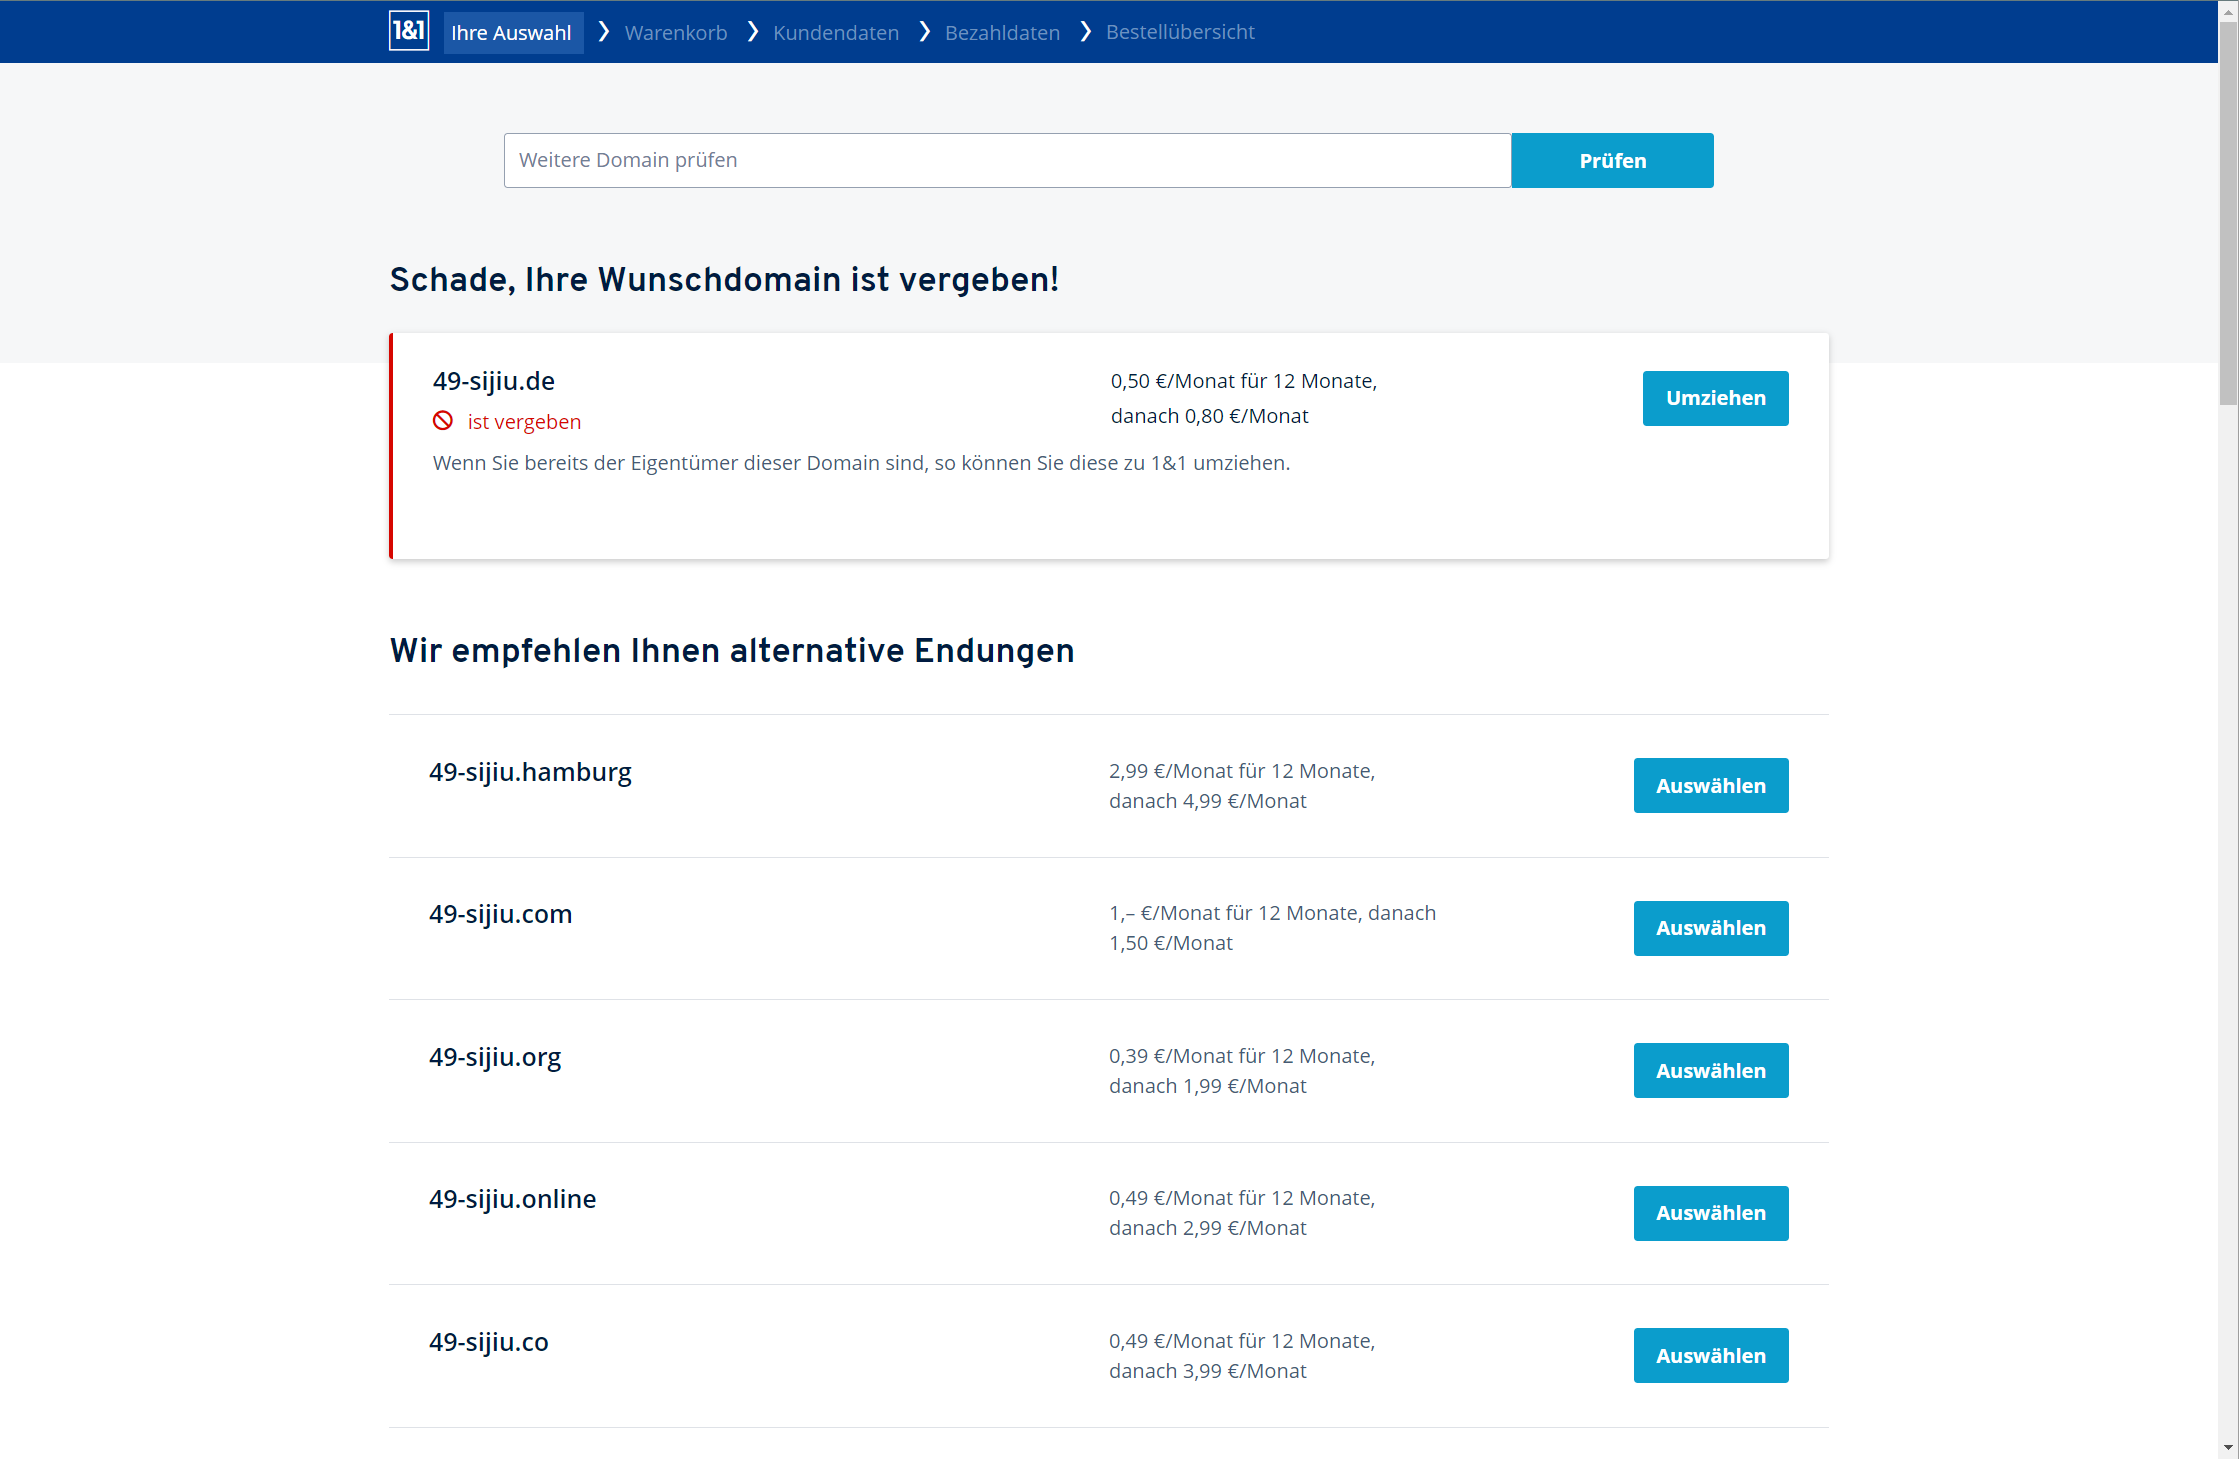 1&1 Ihre Auswahl Warenkorb Kundendaten Bezahldaten Bestellübersicht
Weitere Domain prüfen Prüfen
Schade, Ihre Wunschdomain ist vergeben!
49-sijiu.de
ist vergeben
0,50 €/Monat für 12 Monate,
danach 0,80 €/Monat
Umziehen
Wenn Sie bereits der Eigentümer dieser Domain sind, so können Sie diese zu 1&1 umziehen.
Wir empfehlen Ihnen alternative Endungen
49-sijiu.hamburg
2,99 €/Monat für 12 Monate,
danach 4,99 €/Monat
Auswählen
49-sijiu.com
1,– €/Monat für 12 Monate, danach
1,50 €/Monat
Auswählen
49-sijiu.org
0,39 €/Monat für 12 Monate,
danach 1,99 €/Monat
Auswählen
49-sijiu.online
0,49 €/Monat für 12 Monate,
danach 2,99 €/Monat
Auswählen
49-sijiu.co
0,49 €/Monat für 12 Monate,
danach 3,99 €/Monat
Auswählen